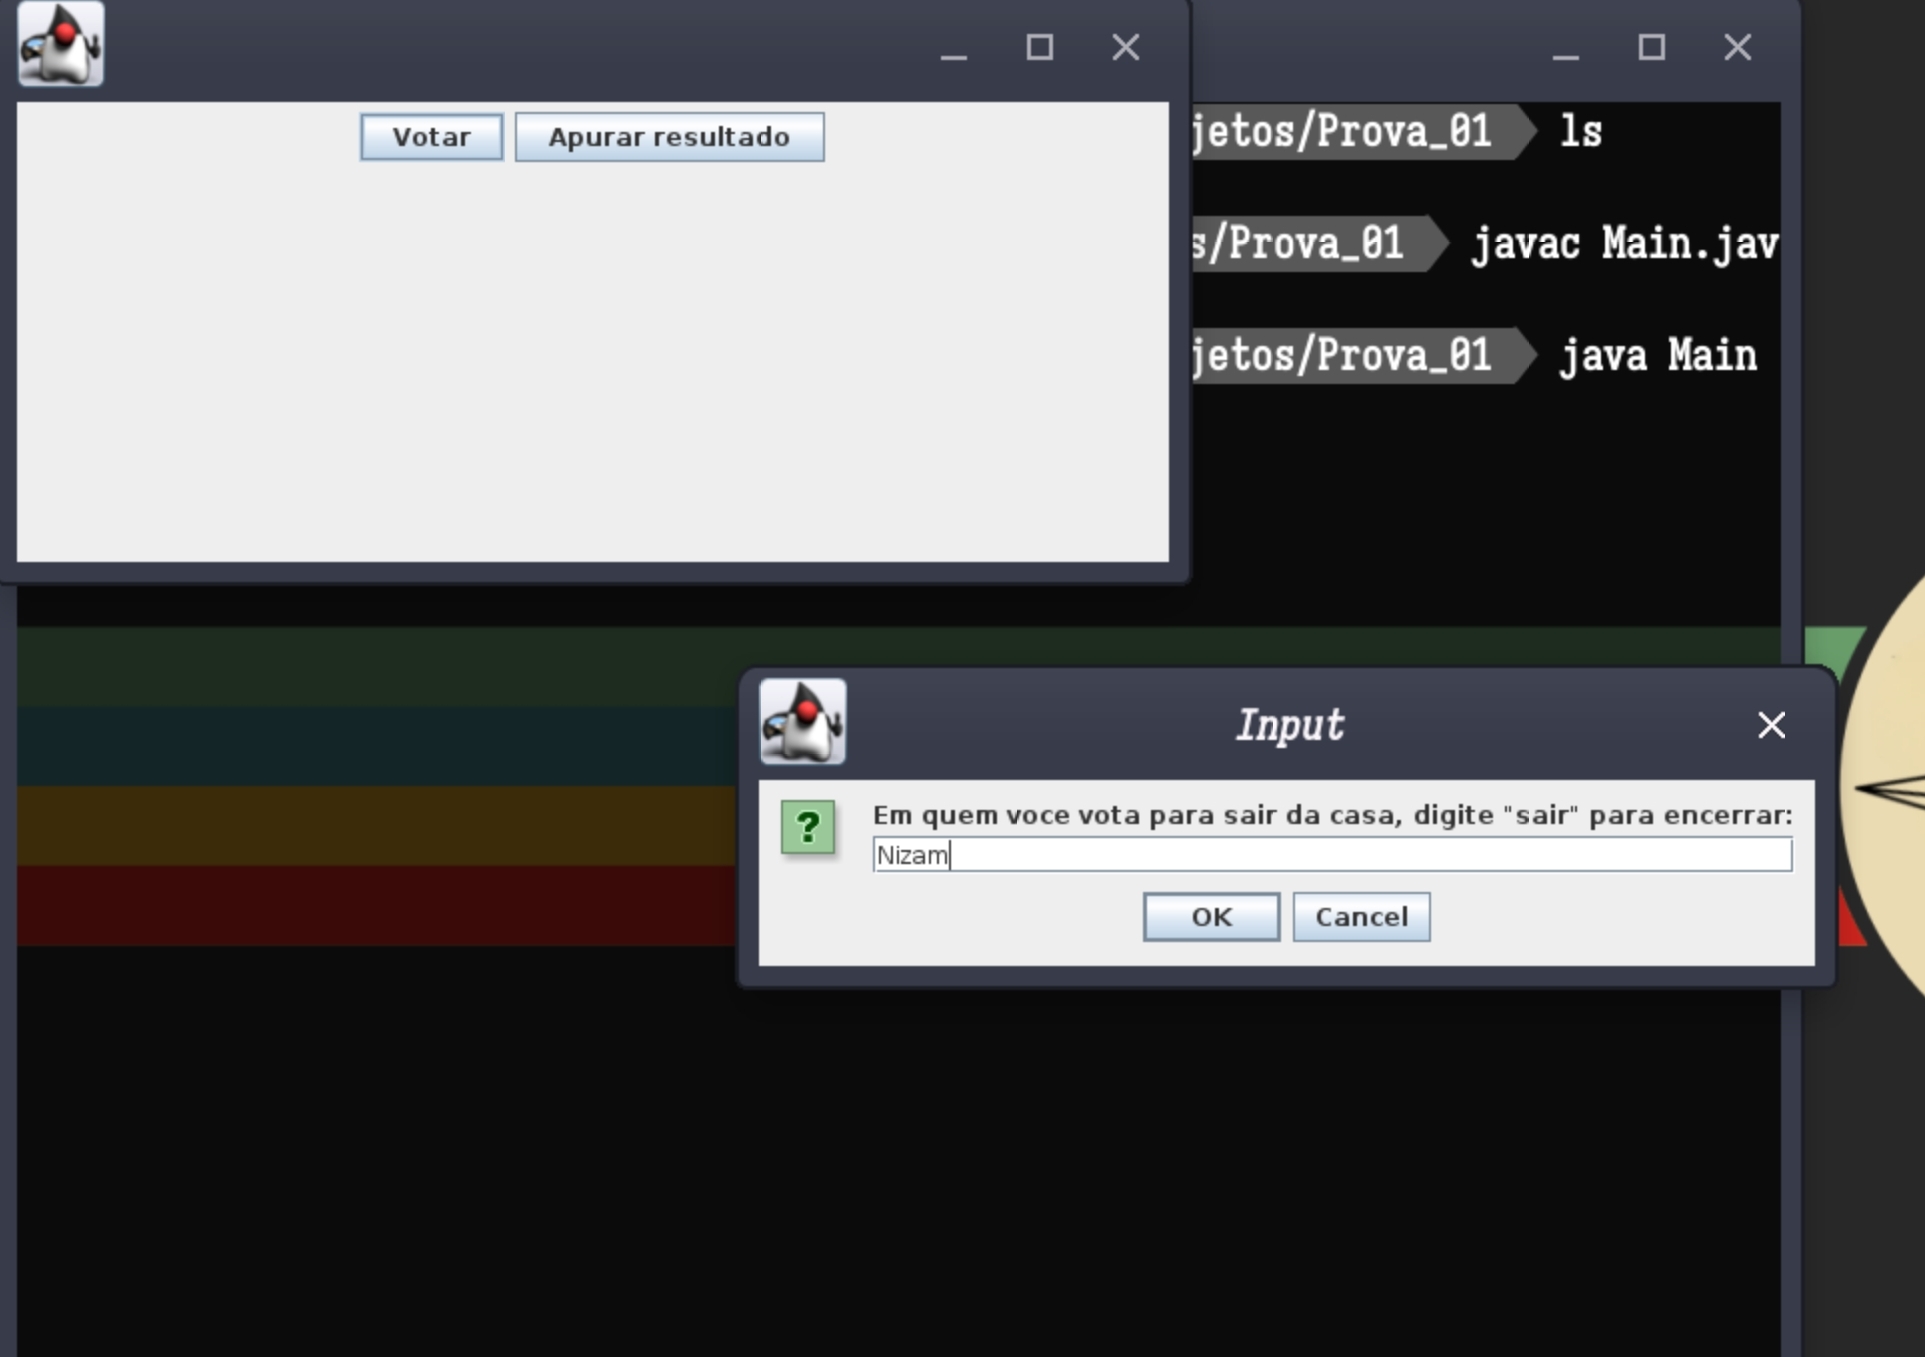 Votar
Apurar resultado
jetos/Prova_01 ls
s/Prova_01 javac Main.jav
jetos/Prova_01 java Main
Input
Em quem voce vota para sair da casa, digite "sair" para encerrar:
Nizam
OK
Cancel